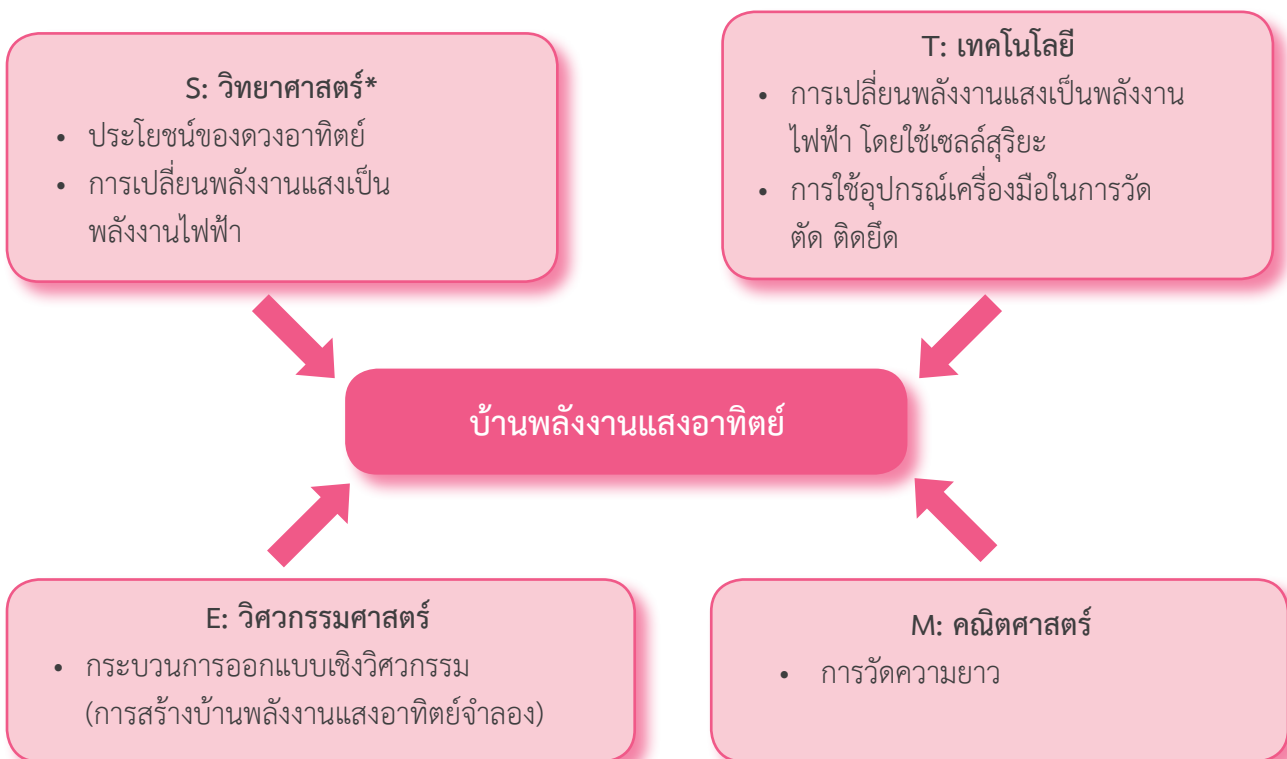 S: วิทยาศาสตร์*
• ประโยชน์ของดวงอาทิตย์
• การเปลี่ยนพลังงานแสงเป็น
พลังงานไฟฟ้า
T: เทคโนโลยี
• การเปลี่ยนพลังงานแสงเป็นพลังงาน
ไฟฟ้า โดยใช้เซลล์สุริยะ
• การใช้อุปกรณ์เครื่องมือในการวัด
ตัด ติดยึด
บ้านพลังงานแสงอาทิตย์
E: วิศวกรรมศาสตร์
• กระบวนการออกแบบเชิงวิศวกรรม
(การสร้างบ้านพลังงานแสงอาทิตย์จำลอง)
M: คณิตศาสตร์
• การวัดความยาว